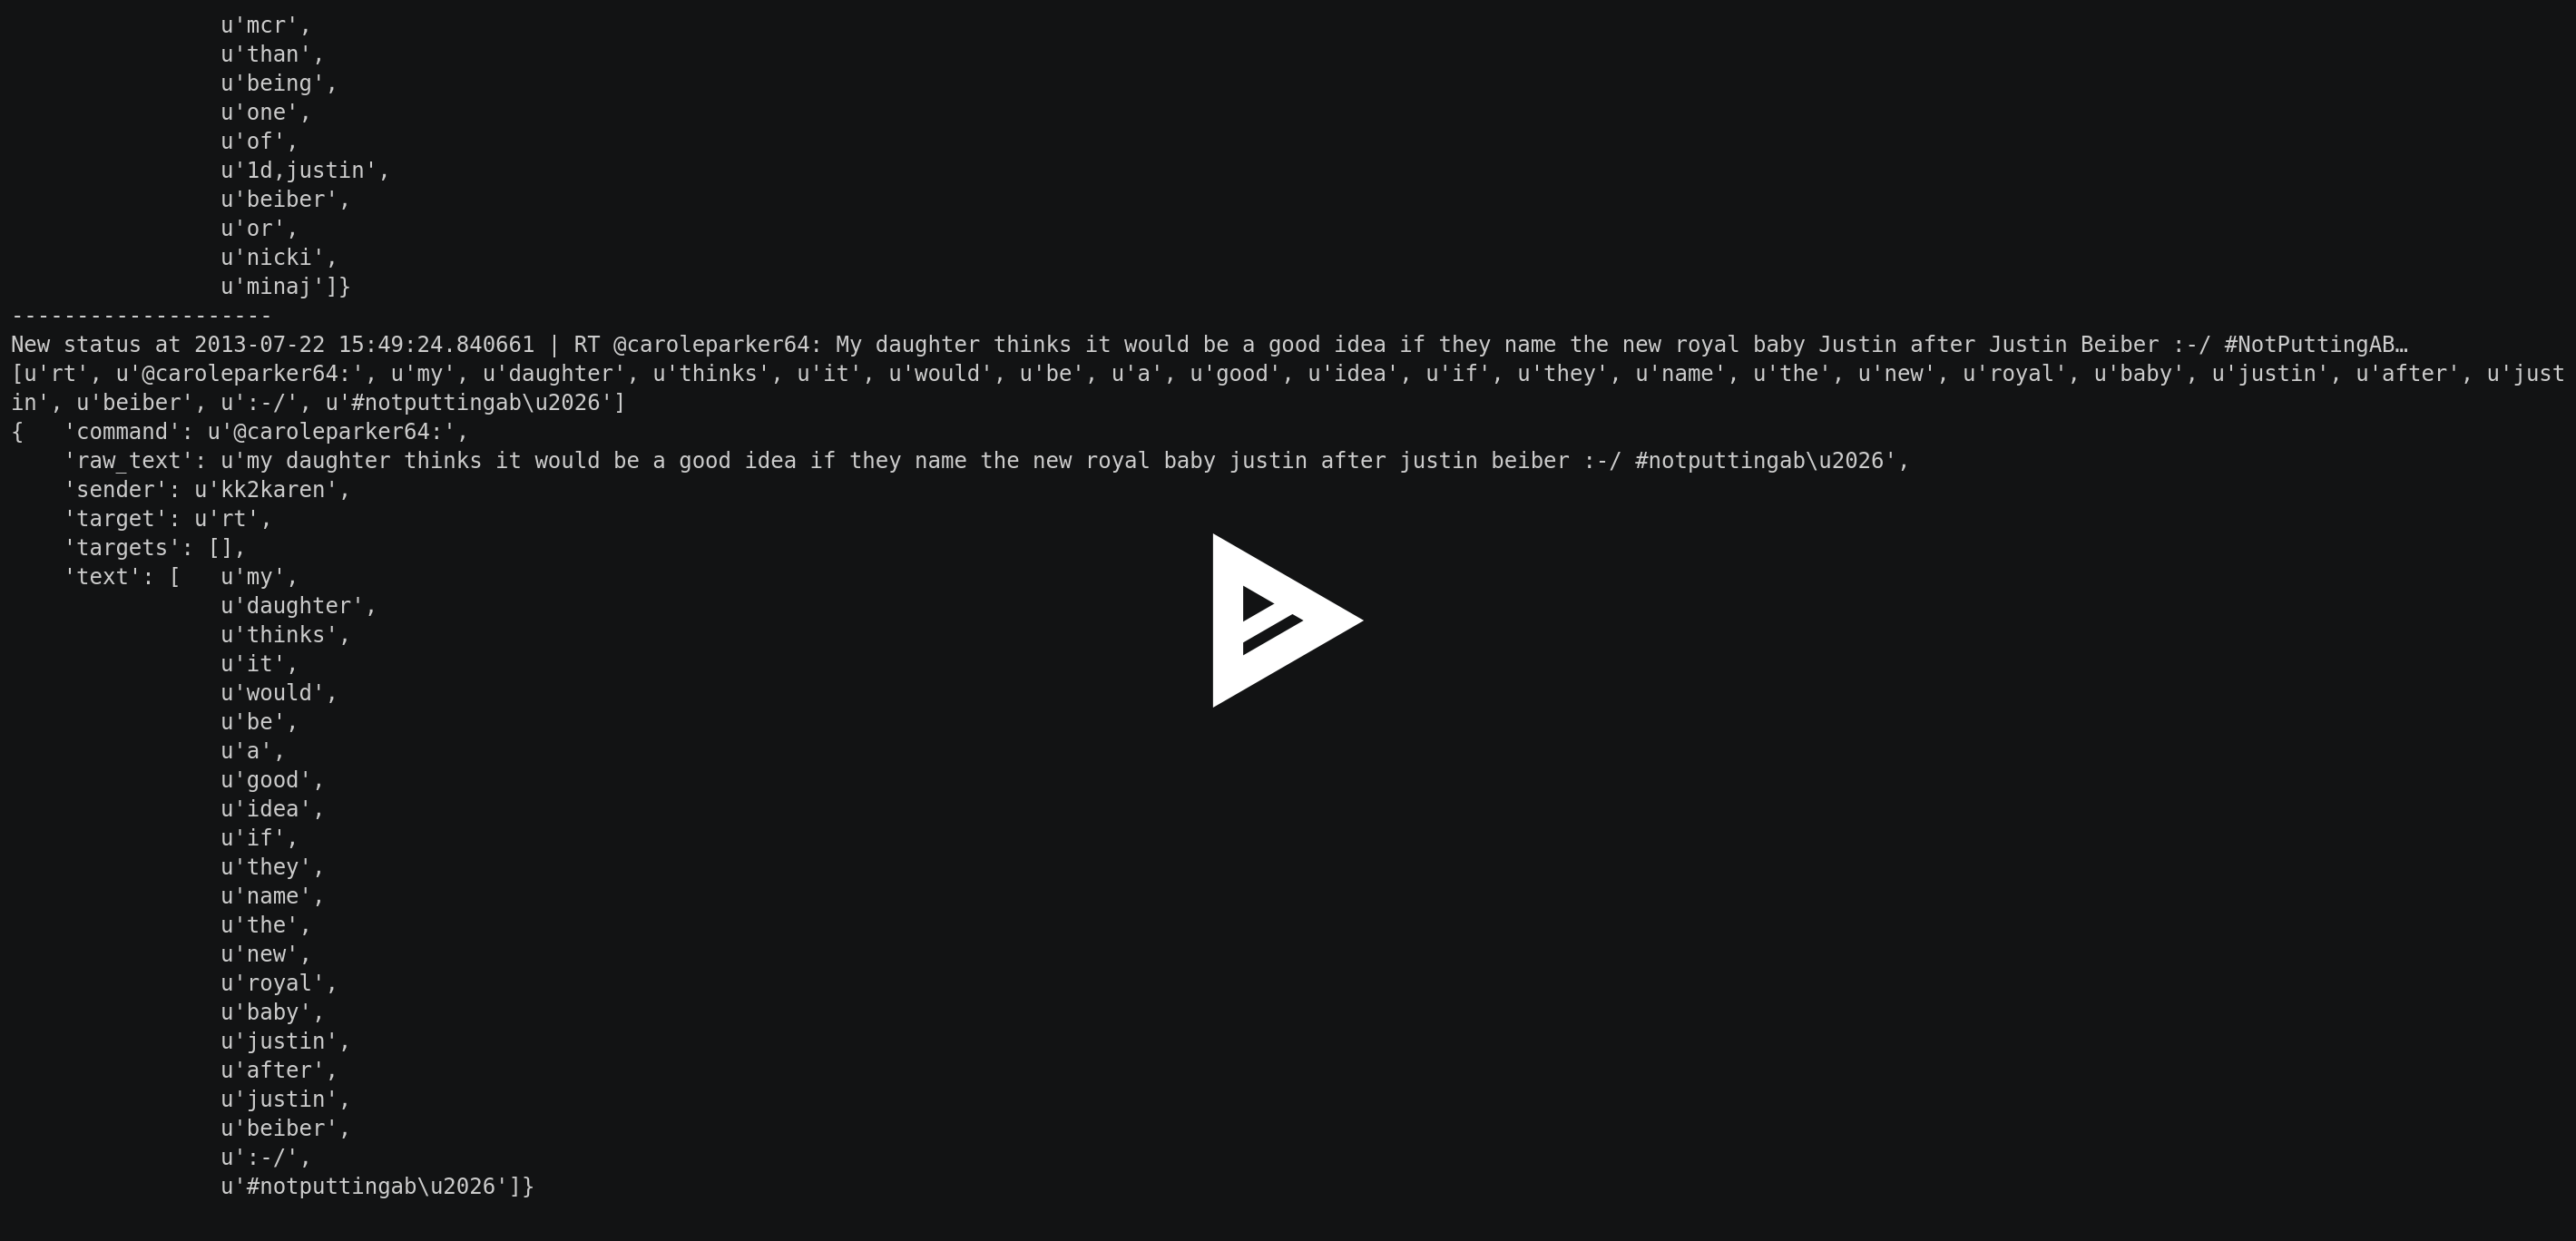 u'mcr',
u'than',
u'being',
u'one',
u'of',
u'1d,justin',
u'beiber',
u'or',
u'nicki',
u'minaj']}
--------------------
New status at 2013-07-22 15:49:24.840661 | RT @caroleparker64: My daughter thinks it would be a good idea if they name the new royal baby Justin after Justin Beiber :-/ #NotPuttingAB…
[u'rt', u'@caroleparker64:', u'my', u'daughter', u'thinks', u'it', u'would', u'be', u'a', u'good', u'idea', u'if', u'they', u'name', u'the', u'new', u'royal', u'baby', u'justin', u'after', u'just
in', u'beiber', u':-/', u'#notputtingab\u2026']
{   'command': u'@caroleparker64:',
    'raw_text': u'my daughter thinks it would be a good idea if they name the new royal baby justin after justin beiber :-/ #notputtingab\u2026',
    'sender': u'kk2karen',
    'target': u'rt',
    'targets': [],
    'text': [   u'my',
                u'daughter',
                u'thinks',
                u'it',
                u'would',
                u'be',
                u'a',
                u'good',
                u'idea',
                u'if',
                u'they',
                u'name',
                u'the',
                u'new',
                u'royal',
                u'baby',
                u'justin',
                u'after',
                u'justin',
                u'beiber',
                u':-/',
                u'#notputtingab\u2026']}